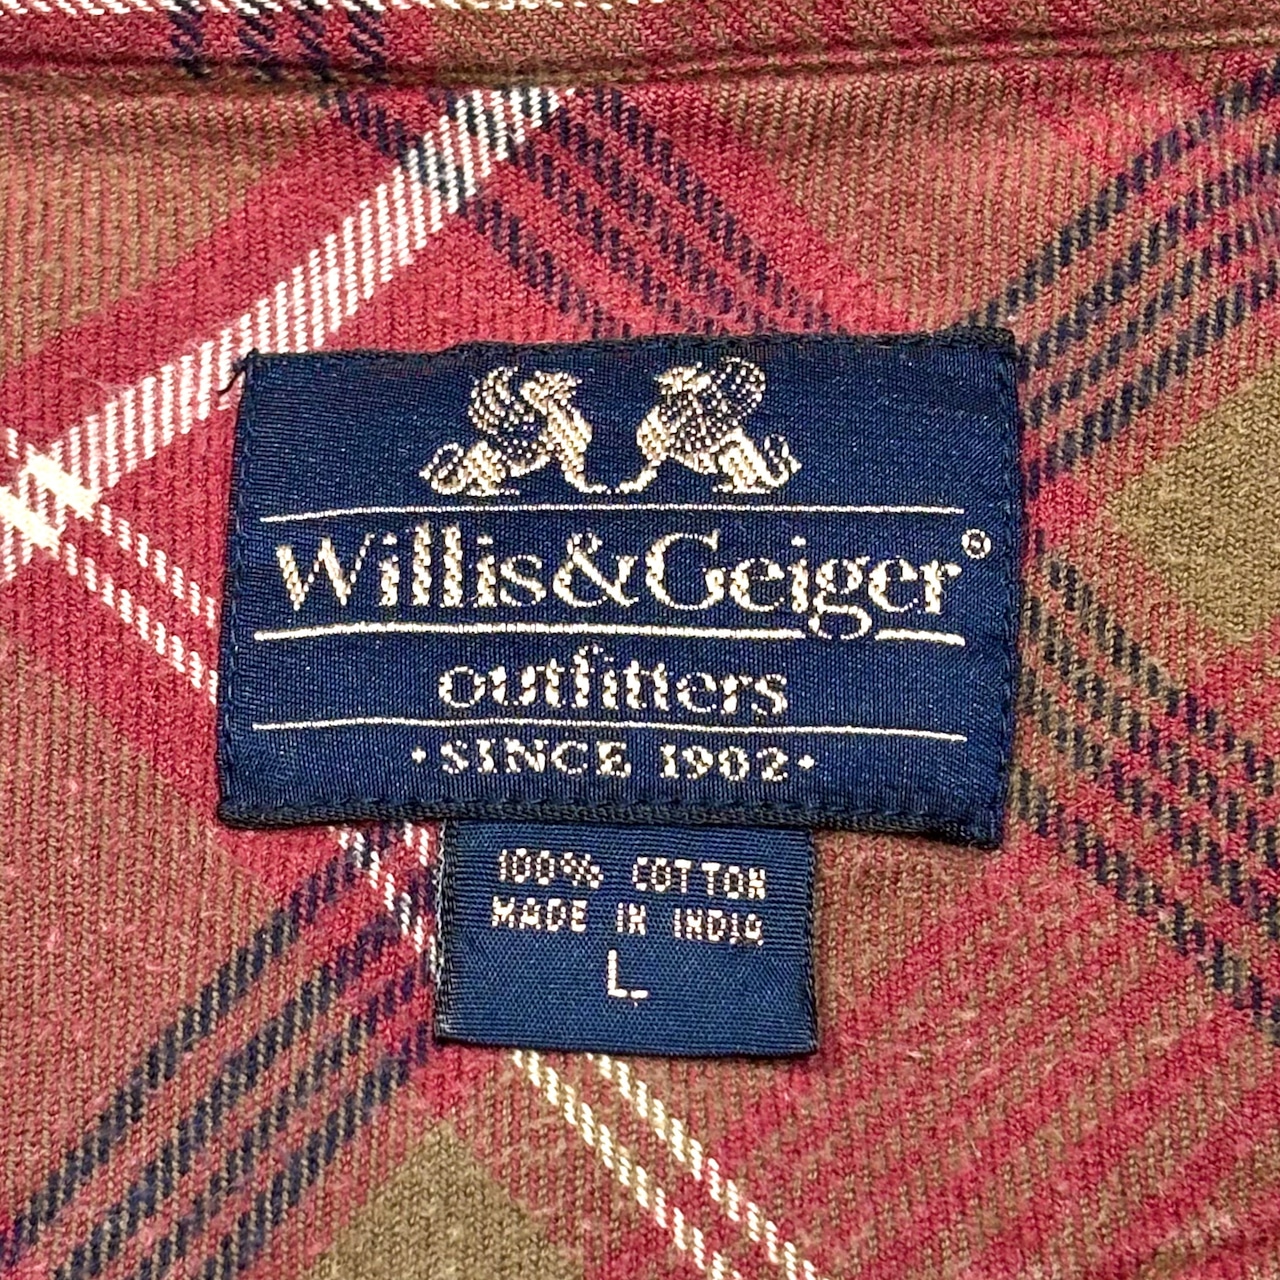 Willis&Geiger®
outfitters
·SINCE 1902·
100% COTTON
MADE IN INDIA
L